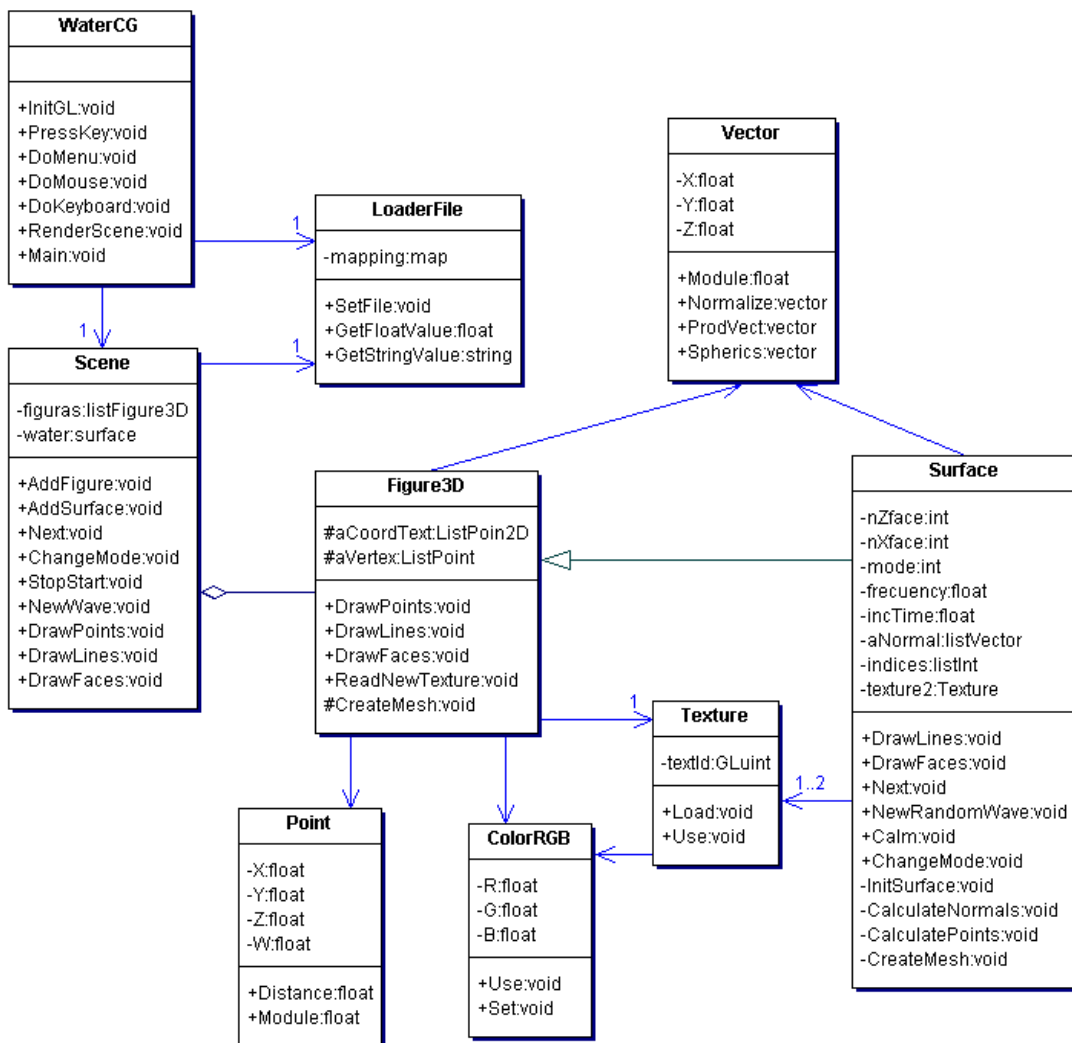 WaterCG
+InitGL:void
+PressKey:void
+DoMenu:void
+DoMouse:void
+DoKeyboard:void
+RenderScene:void
+Main:void
1
1
LoaderFile
-mapping:map
+SetFile:void
+GetFloatValue:float
+GetStringValue:string
Vector
-X:float
-Y:float
-Z:float
+Module:float
+Normalize:vector
+ProdVect:vector
+Spherics:vector
Scene
-figuras:listFigure3D
-water:surface
+AddFigure:void
+AddSurface:void
+Next:void
+ChangeMode:void
+StopStart:void
+NewWave:void
+DrawPoints:void
+DrawLines:void
+DrawFaces:void
1
Figure3D
#aCoordText:ListPoin2D
#aVertex:ListPoint
+DrawPoints:void
+DrawLines:void
+DrawFaces:void
+ReadNewTexture:void
#CreateMesh:void
Surface
-nZface:int
-nXface:int
-mode:int
-frecuency:float
-incTime:float
-aNormal:listVector
-indices:listInt
-texture2:Texture
+DrawLines:void
+DrawFaces:void
+Next:void
+NewRandomWave:void
+Calm:void
+ChangeMode:void
-InitSurface:void
-CalculateNormals:void
-CalculatePoints:void
-CreateMesh:void
1
Texture
-textId:GLuint
+Load:void
+Use:void
1..2
Point
-X:float
-Y:float
-Z:float
-W:float
+Distance:float
+Module:float
ColorRGB
-R:float
-G:float
-B:float
+Use:void
+Set:void